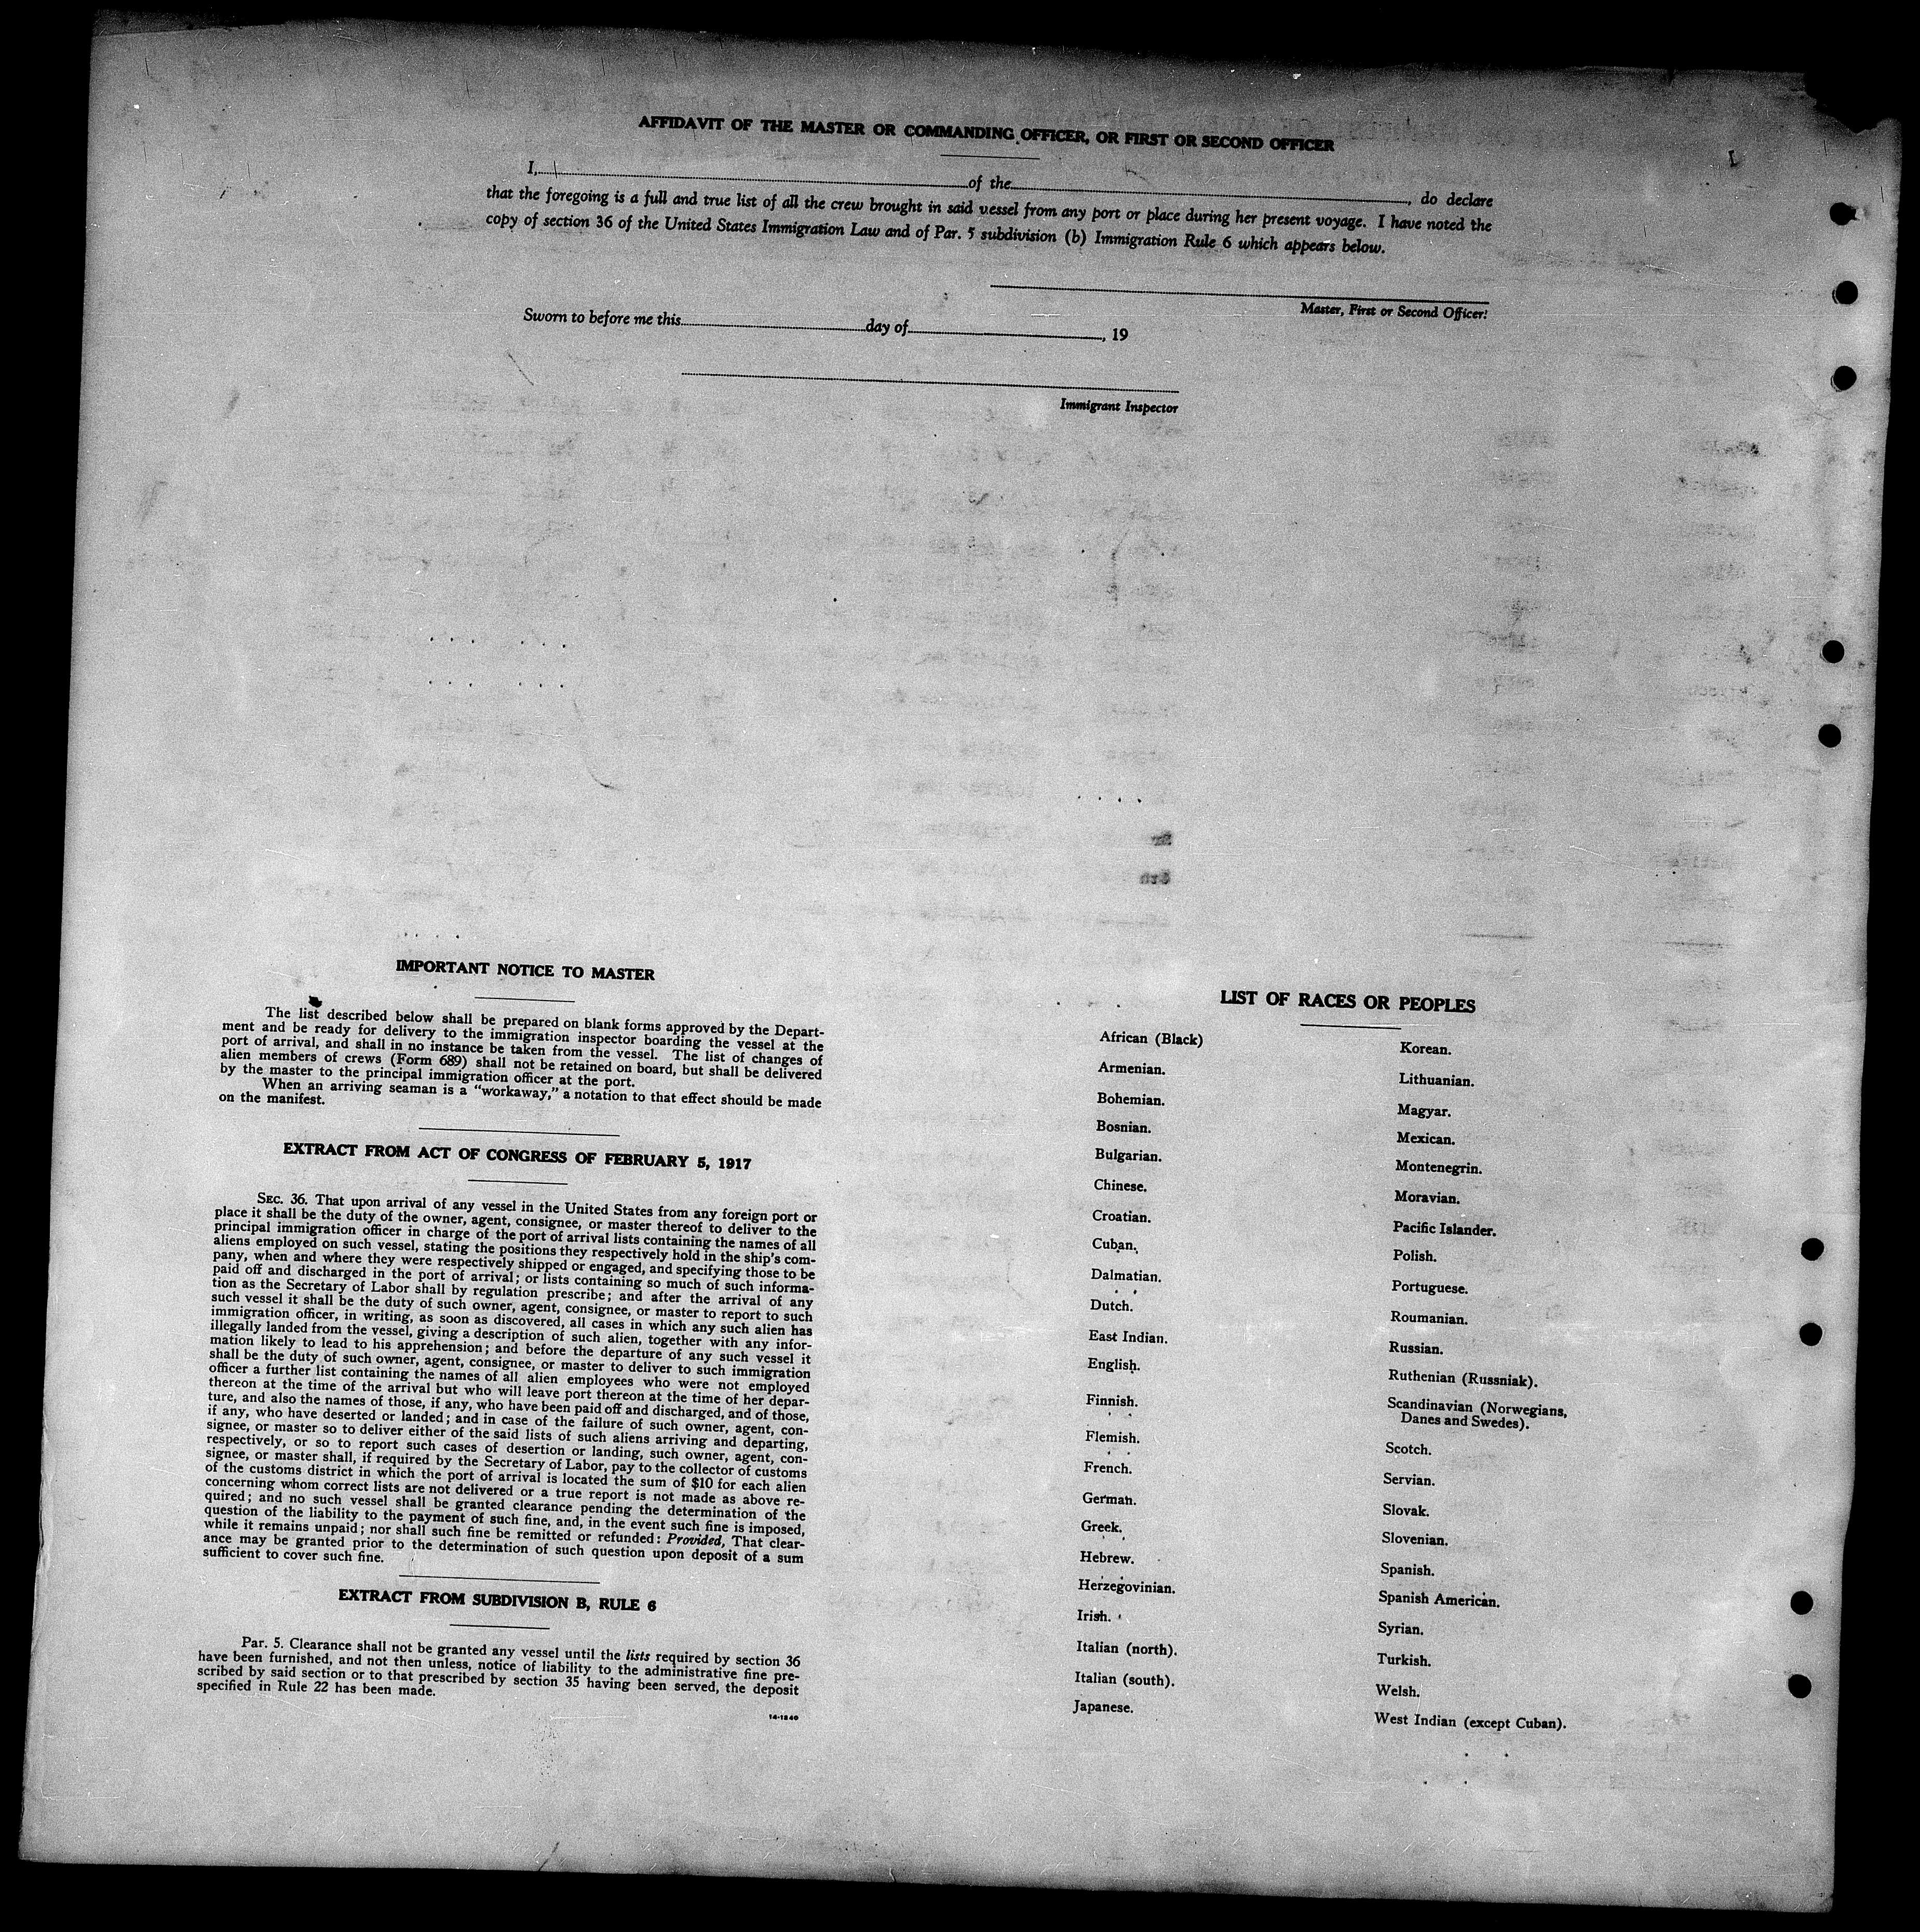 AFFIDAVIT OF THE MASTER OR COMMANDING OFFICER, OR FIRST OR SECOND OFFICER
I, of the , do declare
that the foregoing is a full and true list of all the crew brought in said vessel from any port or place during her present voyage. I have noted the
copy of section 36 of the United States Immigration Law and of Par. 5 subdivision (b) Immigration Rule 6 which appears below.
Master, First or Second Officer.
Sworn to before me this day of , 19
Immigrant Inspector
IMPORTANT NOTICE TO MASTER
The list described below shall be prepared on blank forms approved by the Depart-
ment and be ready for delivery to the immigration inspector boarding the vessel at the
port of arrival, and shall in no instance be taken from the vessel. The list of changes of
alien members of crews (Form 689) shall not be retained on board, but shall be delivered
by the master to the principal immigration officer at the port.
When an arriving seaman is a "workaway," a notation to that effect should be made
on the manifest.
EXTRACT FROM ACT OF CONGRESS OF FEBRUARY 5, 1917
SEC. 36. That upon arrival of any vessel in the United States from any foreign port or
place it shall be the duty of the owner, agent, consignee, or master thereof to deliver to the
principal immigration officer in charge of the port of arrival lists containing the names of all
aliens employed on such vessel, stating the positions they respectively hold in the ship's com-
pany, when and where they were respectively shipped or engaged, and specifying those to be
paid off and discharged in the port of arrival; or lists containing so much of such informa-
tion as the Secretary of Labor shall by regulation prescribe; and after the arrival of any
such vessel it shall be the duty of such owner, agent, consignee, or master to report to such
immigration officer, in writing, as soon as discovered, all cases in which any such alien has
illegally landed from the vessel, giving a description of such alien, together with any infor-
mation likely to lead to his apprehension; and before the departure of any such vessel it
shall be the duty of such owner, agent, consignee, or master to deliver to such immigration
officer a further list containing the names of all alien employees who were not employed
thereon at the time of the arrival but who will leave port thereon at the time of her depar-
ture, and also the names of those, if any, who have been paid off and discharged, and of those,
if any, who have deserted or landed; and in case of the failure of such owner, agent, con-
signee, or master so to deliver either of the said lists of such aliens arriving and departing,
respectively, or so to report such cases of desertion or landing, such owner, agent, con-
signee, or master shall, if required by the Secretary of Labor, pay to the collector of customs
of the customs district in which the port of arrival is located the sum of $10 for each alien
concerning whom correct lists are not delivered or a true report is not made as above re-
quired; and no such vessel shall be granted clearance pending the determination of the
question of the liability to the payment of such fine, and, in the event such fine is imposed,
while it remains unpaid; nor shall such fine be remitted or refunded: Provided, That clear-
ance may be granted prior to the determination of such question upon deposit of a sum
sufficient to cover such fine.
EXTRACT FROM SUBDIVISION B, RULE 6
Par. 5. Clearance shall not be granted any vessel until the lists required by section 36
have been furnished, and not then unless, notice of liability to the administrative fine pre-
scribed by said section or to that prescribed by section 35 having been served, the deposit
specified in Rule 22 has been made.
14-1240
LIST OF RACES OR PEOPLES
African (Black)
Armenian.
Bohemian.
Bosnian.
Bulgarian.
Chinese.
Croatian.
Cuban.
Dalmatian.
Dutch.
East Indian.
English.
Finnish.
Flemish.
French.
German.
Greek.
Hebrew.
Herzegovinian.
Irish.
Italian (north).
Italian (south).
Japanese.
Korean.
Lithuanian.
Magyar.
Mexican.
Montenegrin.
Moravian.
Pacific Islander.
Polish.
Portuguese.
Roumanian.
Russian.
Ruthenian (Russniak).
Scandinavian (Norwegians,
Danes and Swedes).
Scotch.
Servian.
Slovak.
Slovenian.
Spanish.
Spanish American.
Syrian.
Turkish.
Welsh.
West Indian (except Cuban).